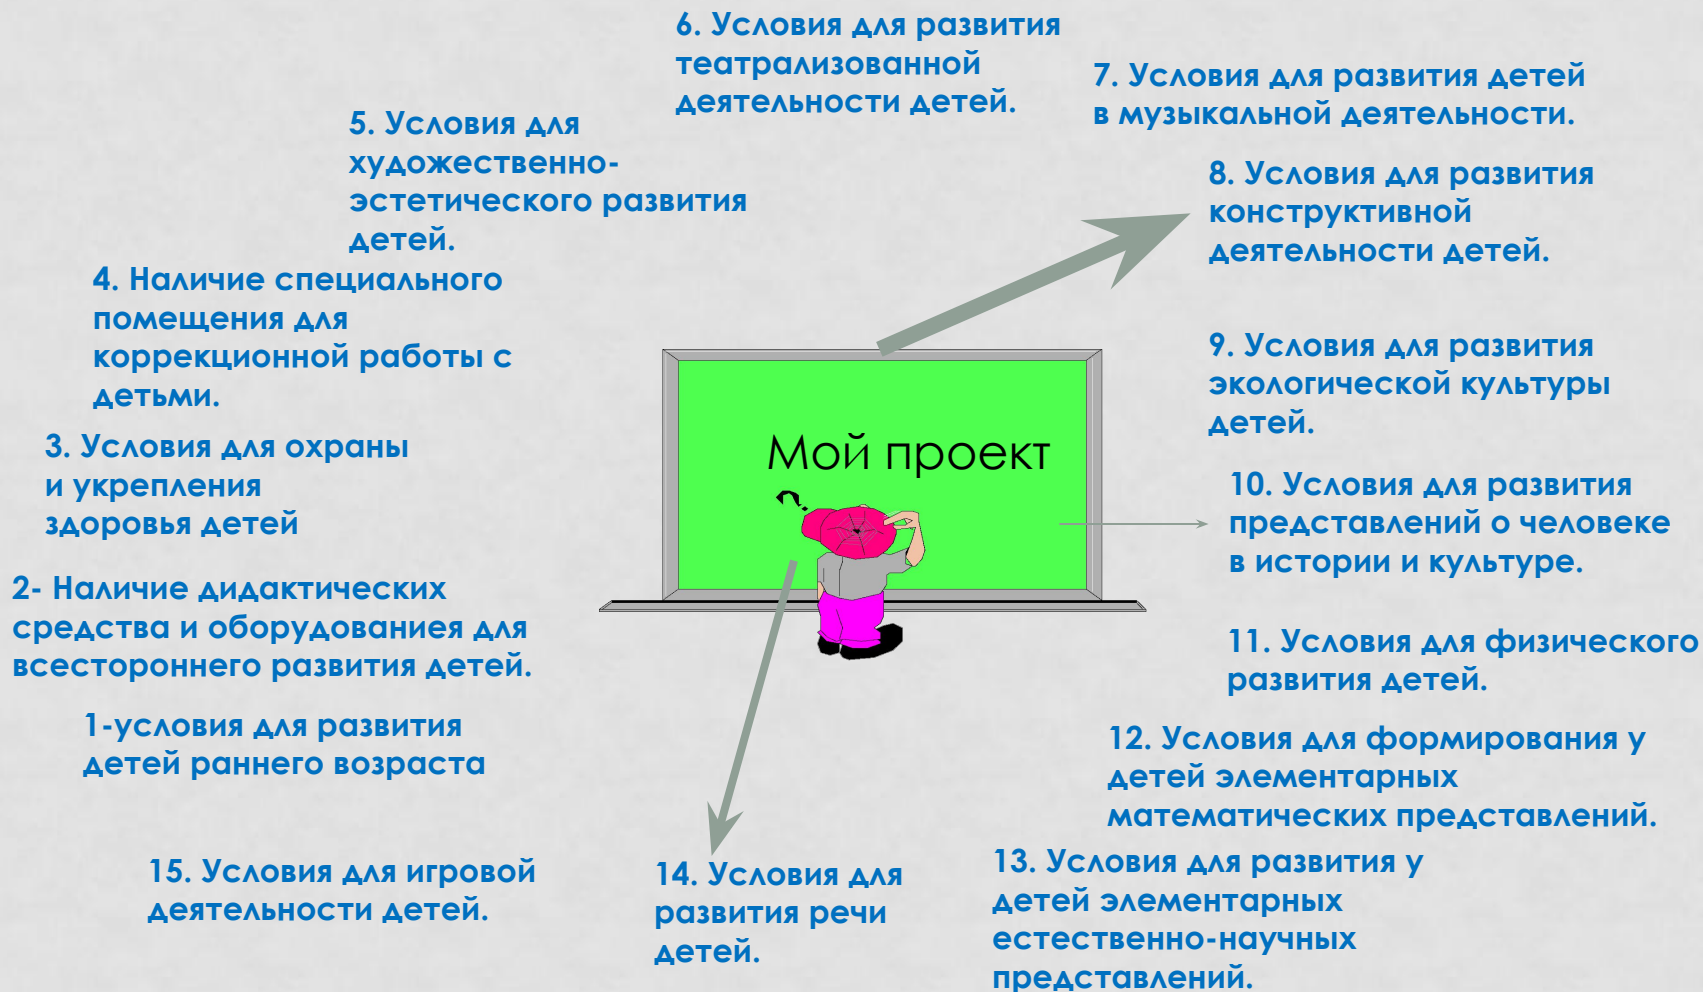 6. Условия для развития
театрализованной
деятельности детей.
7. Условия для развития детей
в музыкальной деятельности.
5. Условия для
художественно-
эстетического развития
детей.
8. Условия для развития
конструктивной
деятельности детей.
4. Наличие специального
помещения для
коррекционной работы с
детьми.
9. Условия для развития
экологической культуры
детей.
Мой проект
3. Условия для охраны
и укрепления
здоровья детей
10. Условия для развития
представлений о человеке
в истории и культуре.
2- Наличие дидактических
средства и оборудованиея для
всестороннего развития детей.
11. Условия для физического
развития детей.
1-условия для развития
детей раннего возраста
12. Условия для формирования у
детей элементарных
математических представлений.
15. Условия для игровой
деятельности детей.
14. Условия для
развития речи
детей.
13. Условия для развития у
детей элементарных
естественно-научных
представлений.